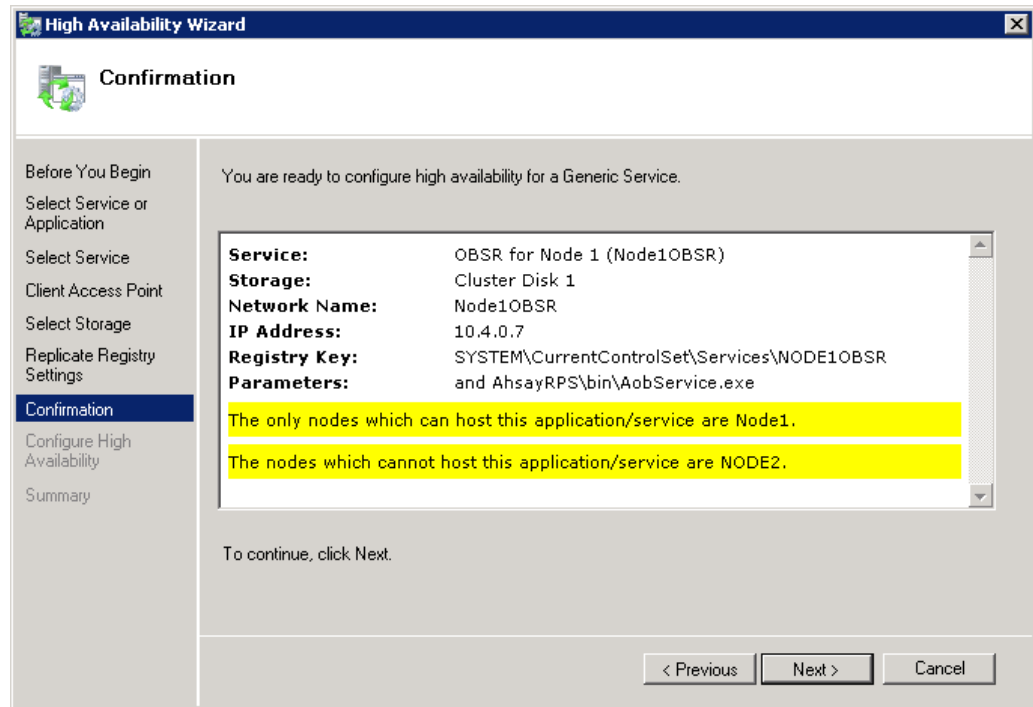 High Availability Wizard
Confirmation
Before You Begin
Select Service or
Application
Select Service
Client Access Point
Select Storage
Replicate Registry
Settings
Confirmation
Configure High
Availability
Summary
You are ready to configure high availability for a Generic Service.
Service: OBSR for Node 1 (Node1OBSR)
Storage: Cluster Disk 1
Network Name: Node1OBSR
IP Address: 10.4.0.7
Registry Key: SYSTEM\CurrentControlSet\Services\NODE1OBSR
Parameters: and AhsayRPS\bin\AobService.exe
The only nodes which can host this application/service are Node1.
The nodes which cannot host this application/service are NODE2.
To continue, click Next.
< Previous Next > Cancel